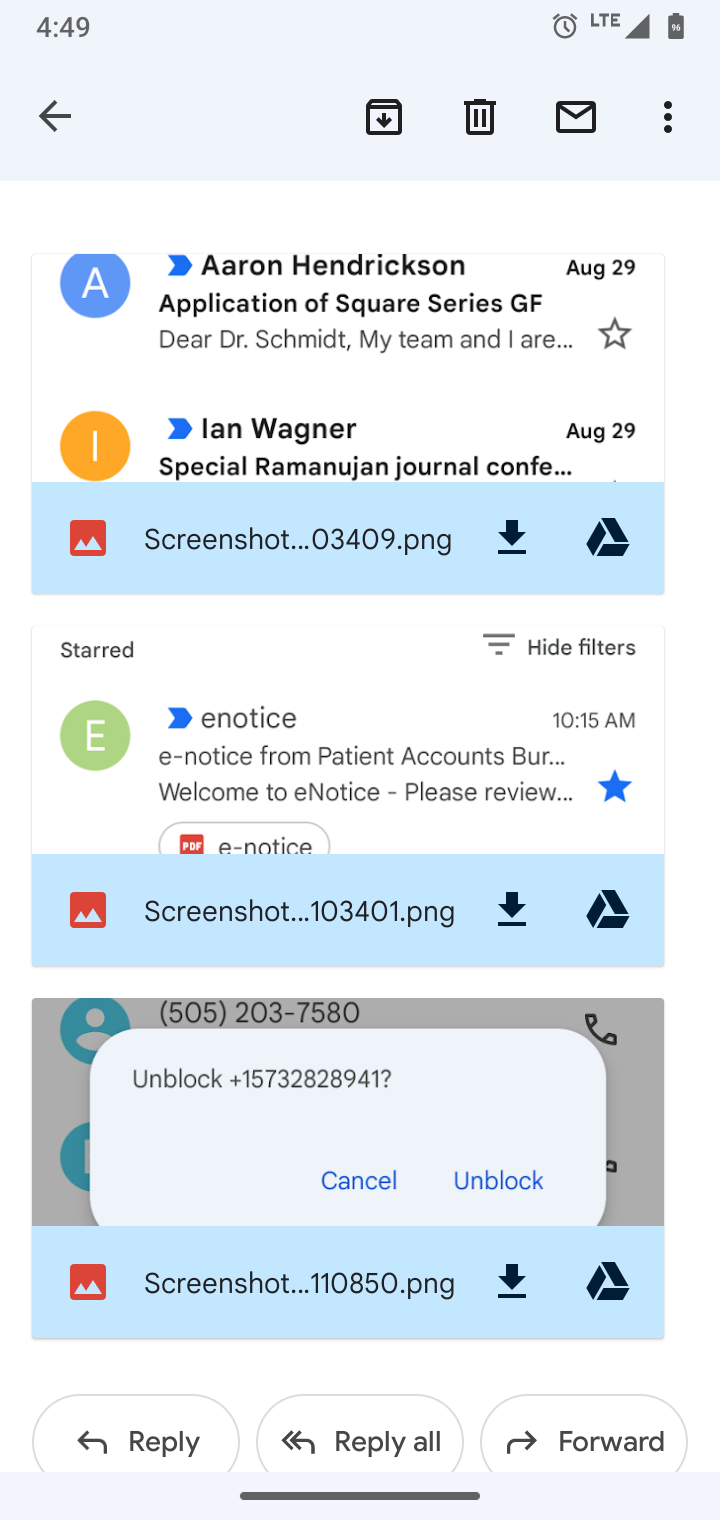 4:49
LTE
96
A
Aaron Hendrickson
Aug 29
Application of Square Series GF
Dear Dr. Schmidt, My team and I are...
I
Ian Wagner
Aug 29
Special Ramanujan journal confe...
Screenshot...03409.png
Starred
Hide filters
E
enotice
10:15 AM
e-notice from Patient Accounts Bur...
Welcome to eNotice - Please review...
PDF e-notice
Screenshot...103401.png
(505) 203-7580
Unblock +15732828941?
Cancel
Unblock
Screenshot...110850.png
Reply
Reply all
Forward